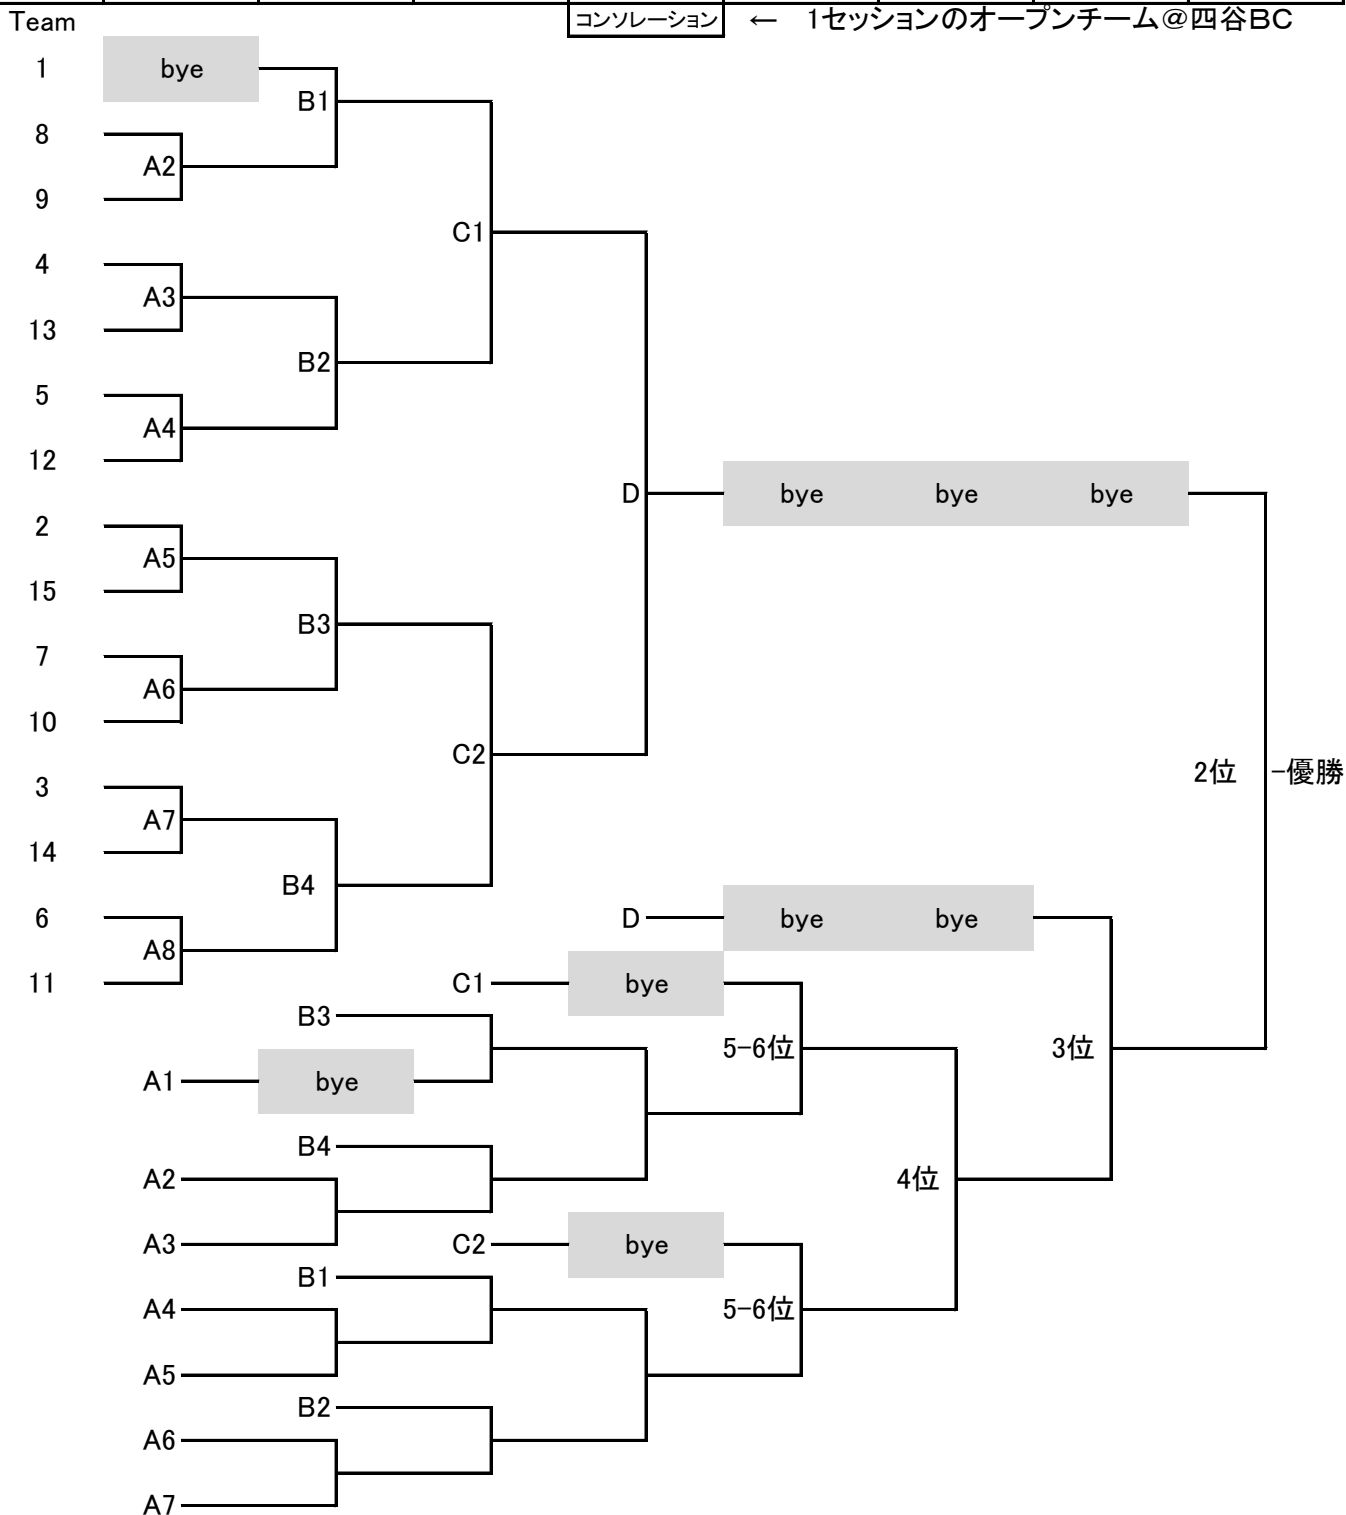 Team
コンソレーション ← 1セッションのオープンチーム@四谷BC
1 bye
B1
8
A2
9
C1
4
A3
13
B2
5
A4
12
D bye bye bye
2
A5
15
B3
7
A6
10
C2
2位 -優勝
3
A7
14
B4
6 D bye bye
A8
11 C1 bye
B3
5-6位 3位
A1 bye
B4
A2 4位
A3 C2 bye
B1
A4 5-6位
A5
B2
A6
A7